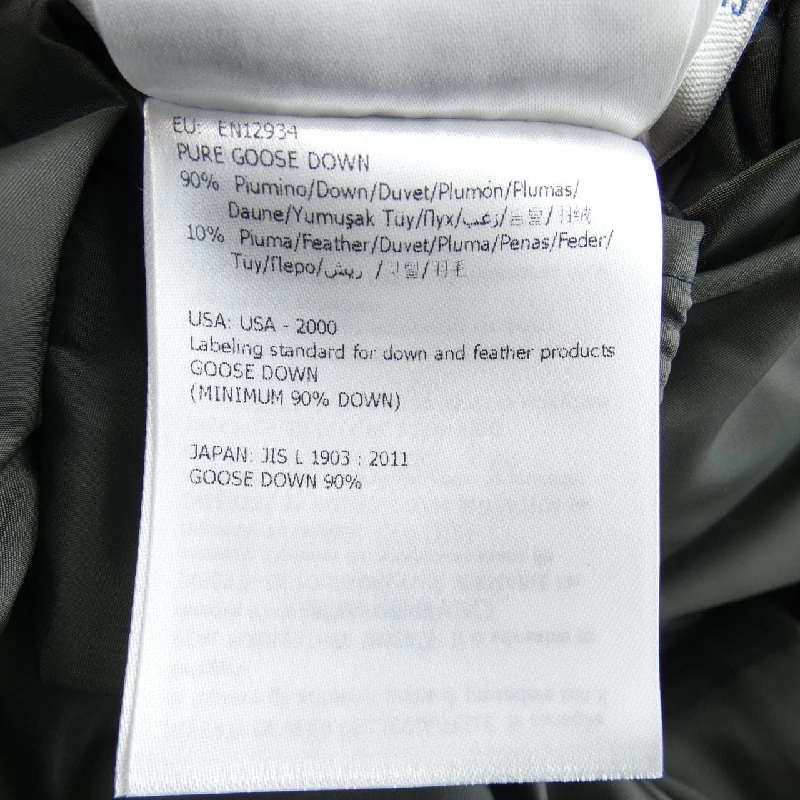 EU: EN12934
PURE GOOSE DOWN
90% Piumino/Down/Duvet/Plumón/Plumas/
Daune/Yumuşak Tüy/Пух/زغب/솜털/羽绒
10% Piuma/Feather/Duvet/Pluma/Penas/Feder/
Tüy/Перо/ريش /깃털/羽毛
USA: USA - 2000
Labeling standard for down and feather products
GOOSE DOWN
(MINIMUM 90% DOWN)
JAPAN: JIS L 1903 : 2011
GOOSE DOWN 90%